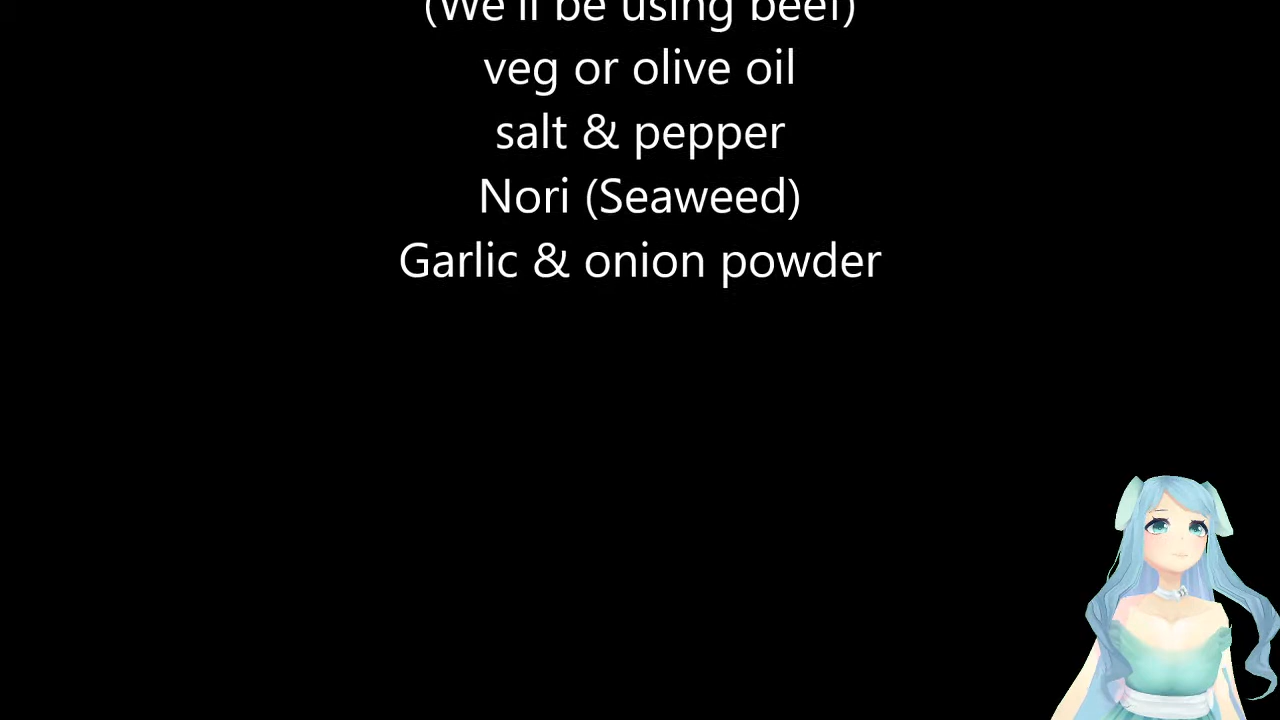 (We'll be using beef)
veg or olive oil
salt & pepper
Nori (Seaweed)
Garlic & onion powder